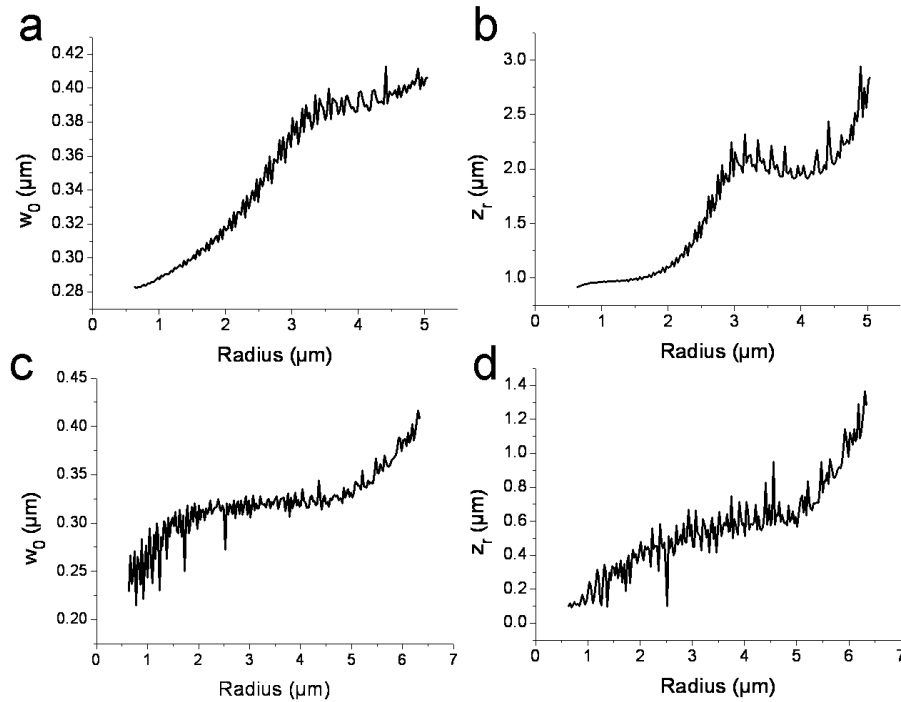 a
0.42
0.40
0.38
0.36
0.34
0.32
0.30
0.28
w₀ (µm)
0 1 2 3 4 5
Radius (µm)
b
3.0
2.5
2.0
1.5
1.0
zᵣ (µm)
0 1 2 3 4 5
Radius (µm)
c
0.45
0.40
0.35
0.30
0.25
0.20
w₀ (µm)
0 1 2 3 4 5 6 7
Radius (µm)
d
1.4
1.2
1.0
0.8
0.6
0.4
0.2
0.0
zᵣ (µm)
0 1 2 3 4 5 6 7
Radius (µm)